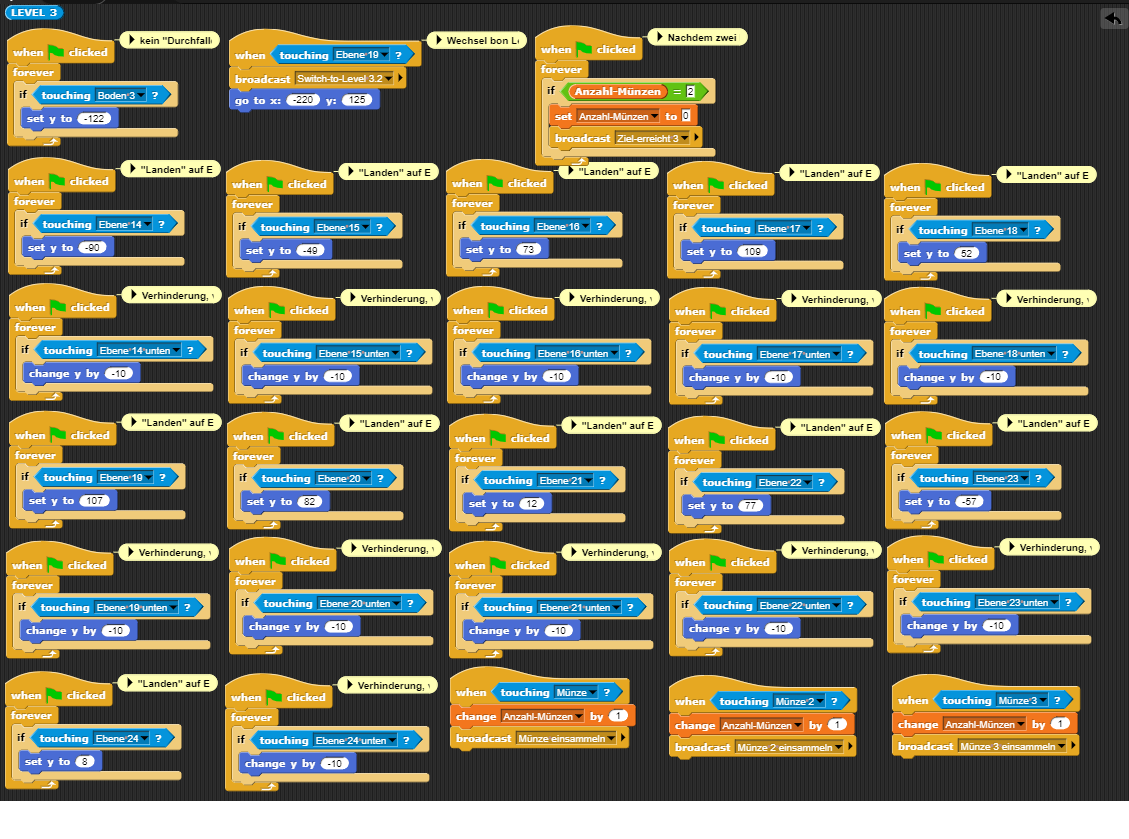 LEVEL 3
when clicked
kein "Durchfall
forever
if touching Boden 3 ?
set y to -122
when touching Ebene 19 ?
Wechsel bon L
broadcast Switch-to-Level 3.2
go to x: -220 y: 125
when clicked
Nachdem zwei
forever
if Anzahl-Münzen = 2
set Anzahl-Münzen to 0
broadcast Ziel-erreicht 3
when clicked
"Landen" auf E
forever
if touching Ebene 14 ?
set y to -90
when clicked
"Landen" auf E
forever
if touching Ebene 15 ?
set y to -49
when clicked
"Landen" auf E
forever
if touching Ebene 16 ?
set y to 73
when clicked
"Landen" auf E
forever
if touching Ebene 17 ?
set y to 109
when clicked
"Landen" auf E
forever
if touching Ebene 18 ?
set y to 52
when clicked
Verhinderung,
forever
if touching Ebene 14 unten ?
change y by -10
when clicked
Verhinderung,
forever
if touching Ebene 15 unten ?
change y by -10
when clicked
Verhinderung,
forever
if touching Ebene 16 unten ?
change y by -10
when clicked
Verhinderung,
forever
if touching Ebene 17 unten ?
change y by -10
when clicked
Verhinderung,
forever
if touching Ebene 18 unten ?
change y by -10
when clicked
"Landen" auf E
forever
if touching Ebene 19 ?
set y to 107
when clicked
"Landen" auf E
forever
if touching Ebene 20 ?
set y to 82
when clicked
"Landen" auf E
forever
if touching Ebene 21 ?
set y to 12
when clicked
"Landen" auf E
forever
if touching Ebene 22 ?
set y to 77
when clicked
"Landen" auf E
forever
if touching Ebene 23 ?
set y to -57
when clicked
Verhinderung,
forever
if touching Ebene 19 unten ?
change y by -10
when clicked
Verhinderung,
forever
if touching Ebene 20 unten ?
change y by -10
when clicked
Verhinderung,
forever
if touching Ebene 21 unten ?
change y by -10
when clicked
Verhinderung,
forever
if touching Ebene 22 unten ?
change y by -10
when clicked
Verhinderung,
forever
if touching Ebene 23 unten ?
change y by -10
when clicked
"Landen" auf E
forever
if touching Ebene 24 ?
set y to 8
when clicked
Verhinderung,
forever
if touching Ebene 24 unten ?
change y by -10
when touching Münze ?
change Anzahl-Münzen by 1
broadcast Münze einsammeln
when touching Münze 2 ?
change Anzahl-Münzen by 1
broadcast Münze 2 einsammeln
when touching Münze 3 ?
change Anzahl-Münzen by 1
broadcast Münze 3 einsammeln